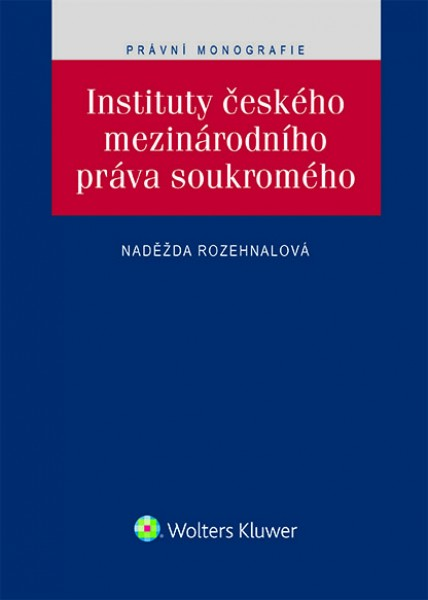 PRÁVNÍ MONOGRAFIE
Instituty českého
mezinárodního
práva soukromého
NADĚŽDA ROZEHNALOVÁ
Wolters Kluwer